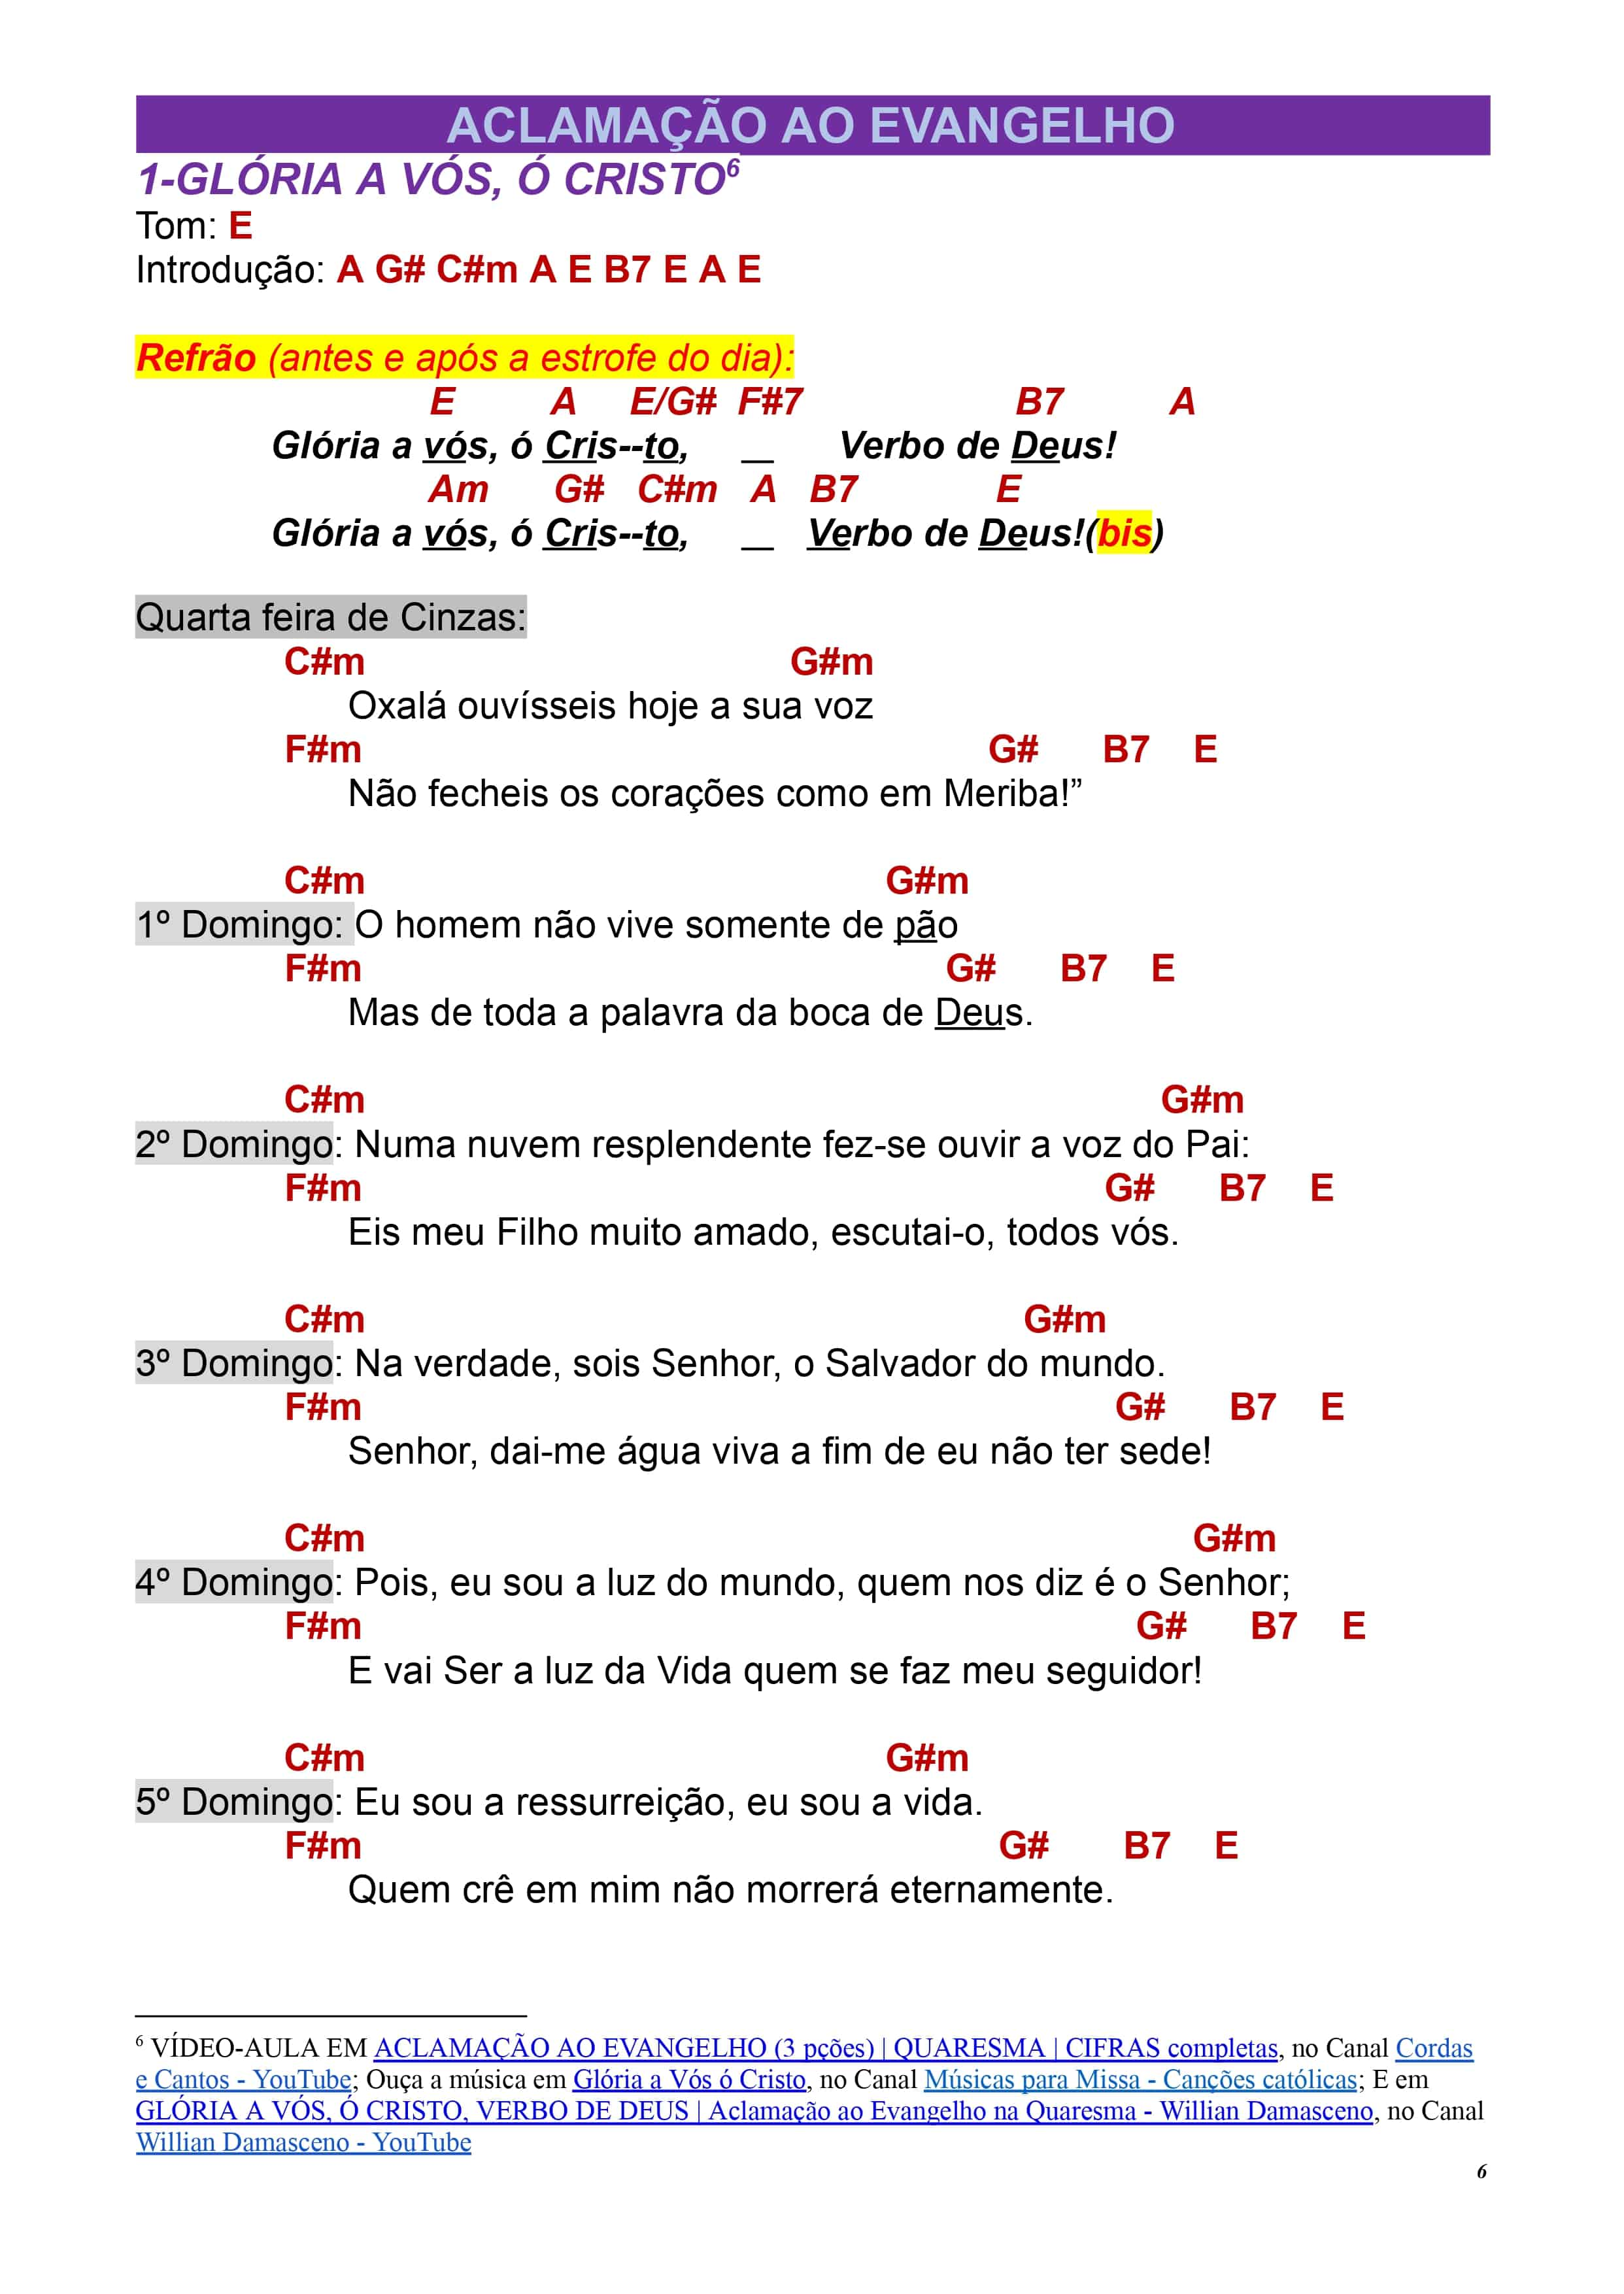 ACLAMAÇÃO AO EVANGELHO
1-GLÓRIA A VÓS, Ó CRISTO6
Tom: E
Introdução: A G# C#m A E B7 E A E
Refrão (antes e após a estrofe do dia):
E A E/G# F#7 B7 A
Glória a vós, ó Cris--to, __ Verbo de Deus!
Am G# C#m A B7 E
Glória a vós, ó Cris--to, __ Verbo de Deus!(bis)
Quarta feira de Cinzas:
C#m G#m
Oxalá ouvísseis hoje a sua voz
F#m G# B7 E
Não fecheis os corações como em Meriba!”
C#m G#m
1º Domingo: O homem não vive somente de pão
F#m G# B7 E
Mas de toda a palavra da boca de Deus.
C#m G#m
2º Domingo: Numa nuvem resplendente fez-se ouvir a voz do Pai:
F#m G# B7 E
Eis meu Filho muito amado, escutai-o, todos vós.
C#m G#m
3º Domingo: Na verdade, sois Senhor, o Salvador do mundo.
F#m G# B7 E
Senhor, dai-me água viva a fim de eu não ter sede!
C#m G#m
4º Domingo: Pois, eu sou a luz do mundo, quem nos diz é o Senhor;
F#m G# B7 E
E vai Ser a luz da Vida quem se faz meu seguidor!
C#m G#m
5º Domingo: Eu sou a ressurreição, eu sou a vida.
F#m G# B7 E
Quem crê em mim não morrerá eternamente.
6 VÍDEO-AULA EM ACLAMAÇÃO AO EVANGELHO (3 pções) | QUARESMA | CIFRAS completas, no Canal Cordas
e Cantos - YouTube; Ouça a música em Glória a Vós ó Cristo, no Canal Músicas para Missa - Canções católicas; E em
GLÓRIA A VÓS, Ó CRISTO, VERBO DE DEUS | Aclamação ao Evangelho na Quaresma - Willian Damasceno, no Canal
Willian Damasceno - YouTube
6